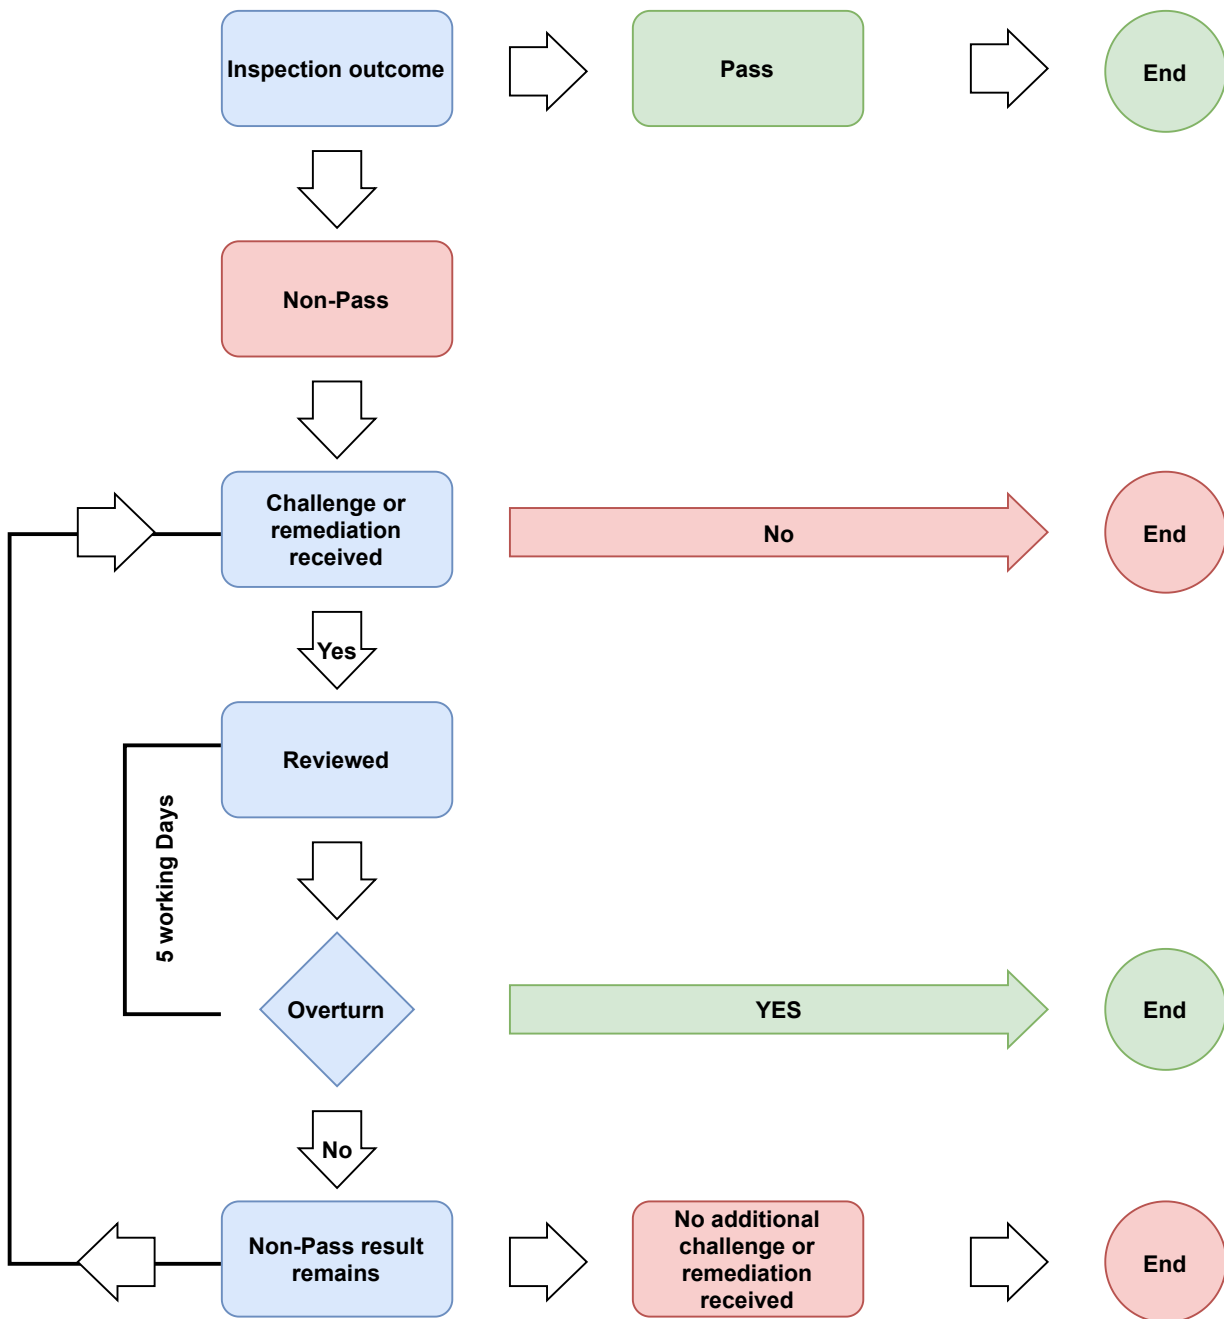 Inspection outcome
Pass
End
Non-Pass
Challenge or
remediation
received
No
End
Yes
Reviewed
5 working Days
Overturn
YES
End
No
Non-Pass result
remains
No additional
challenge or
remediation
received
End